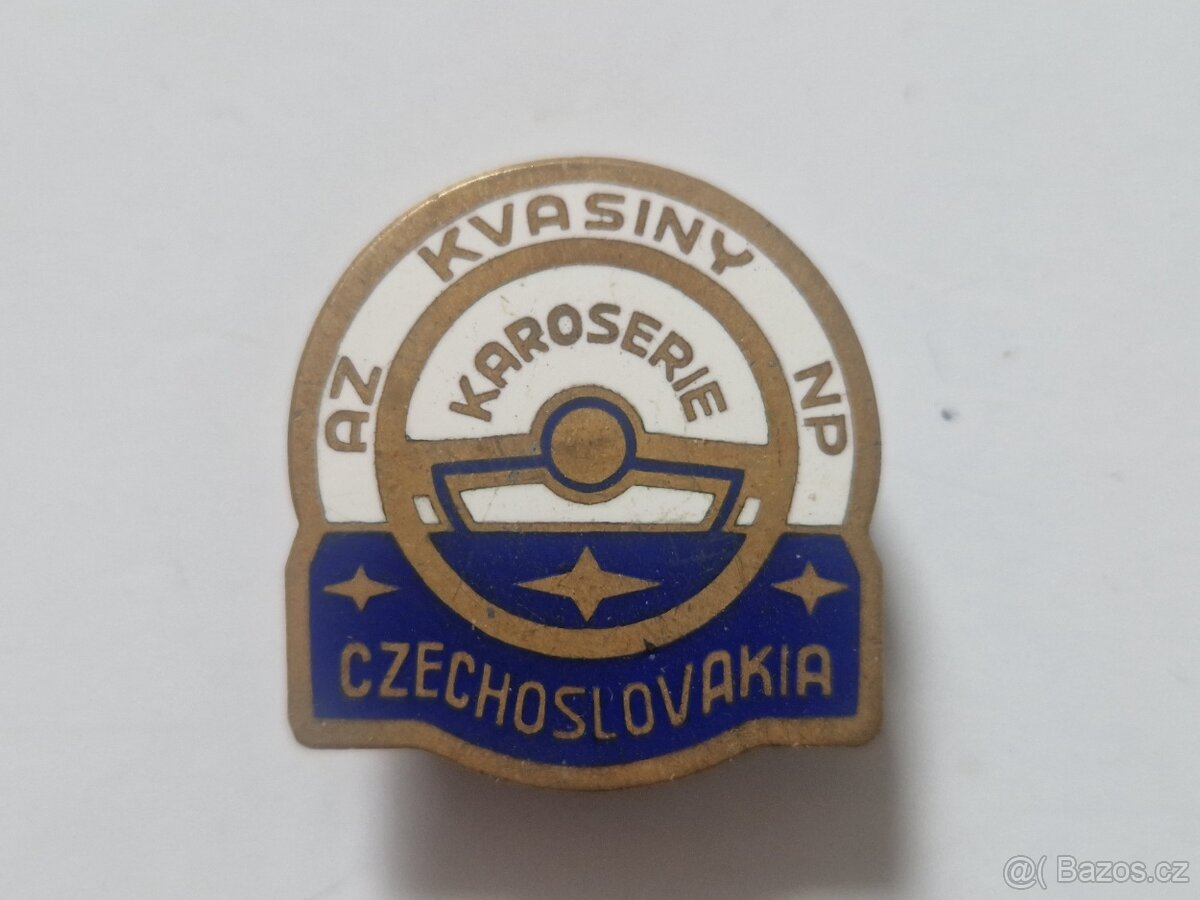 AZ KVASINY NP
KAROSERIE
CZECHOSLOVAKIA
@( Bazos.cz